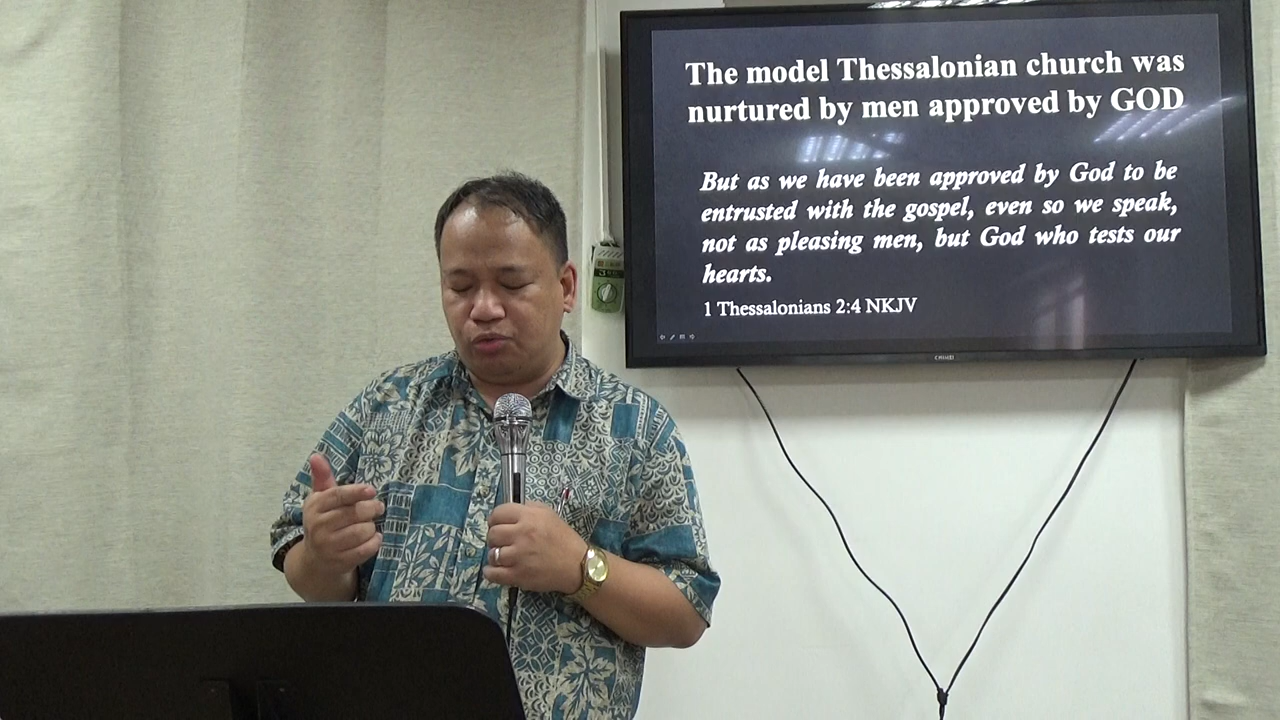 The model Thessalonian church was
nurtured by men approved by GOD
But as we have been approved by God to be
entrusted with the gospel, even so we speak,
not as pleasing men, but God who tests our
hearts.
1 Thessalonians 2:4 NKJV
CHIMEI